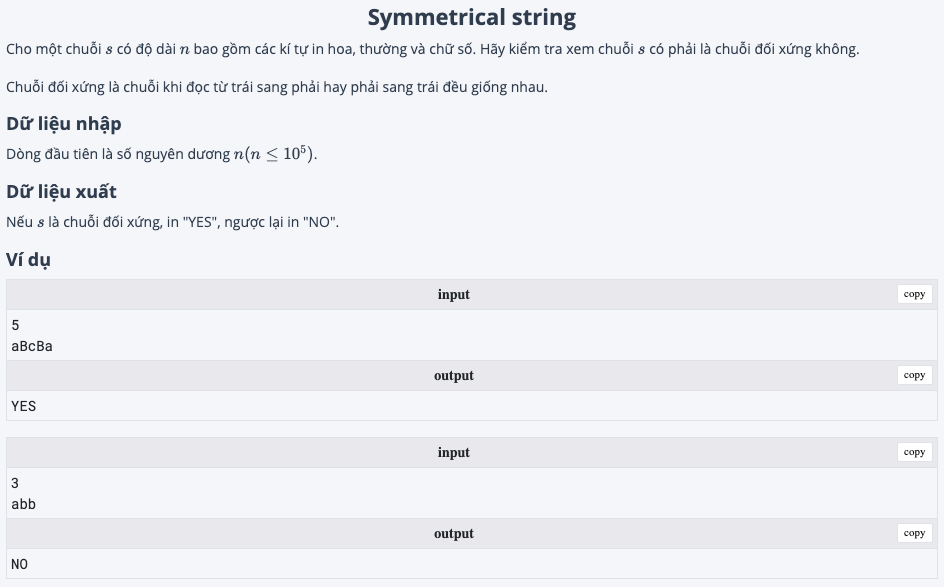 Symmetrical string
Cho một chuỗi s có độ dài n bao gồm các kí tự in hoa, thường và chữ số. Hãy kiểm tra xem chuỗi s có phải là chuỗi đối xứng không.
Chuỗi đối xứng là chuỗi khi đọc từ trái sang phải hay phải sang trái đều giống nhau.
Dữ liệu nhập
Dòng đầu tiên là số nguyên dương n(n ≤ 10⁵).
Dữ liệu xuất
Nếu s là chuỗi đối xứng, in "YES", ngược lại in "NO".
Ví dụ
input copy
5
aBcBa
output copy
YES
input copy
3
abb
output copy
NO